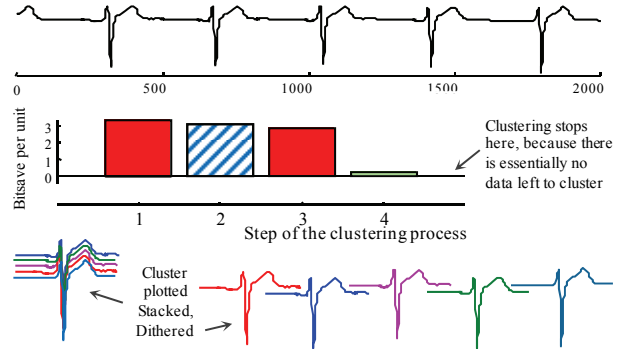 0 500 1000 1500 2000
Bitsave per unit
3
2
1
0
Clustering stops
here, because there
is essentially no
data left to cluster
1 2 3 4
Step of the clustering process
Cluster
plotted
Stacked,
Dithered